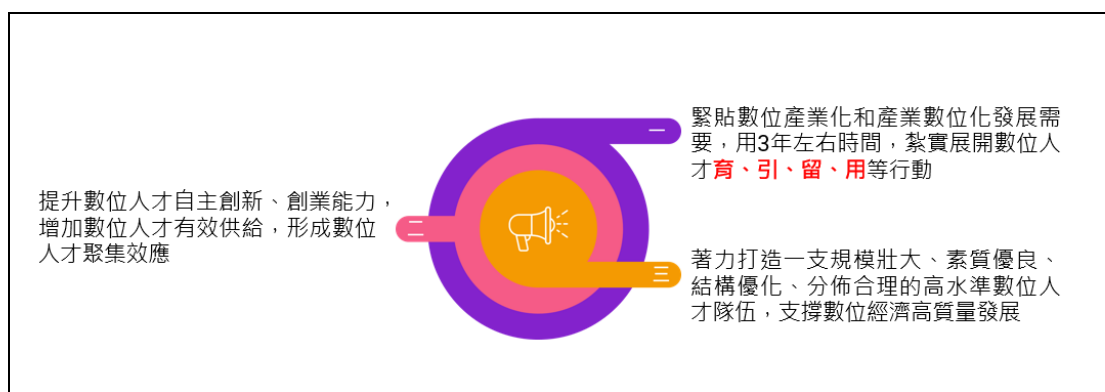 一
緊貼數位產業化和產業數位化發展需
要，用3年左右時間，紮實展開數位人
才育、引、留、用等行動
二
提升數位人才自主創新、創業能力，
增加數位人才有效供給，形成數位
人才聚集效應
三
著力打造一支規模壯大、素質優良、
結構優化、分佈合理的高水準數位人
才隊伍，支撐數位經濟高質量發展